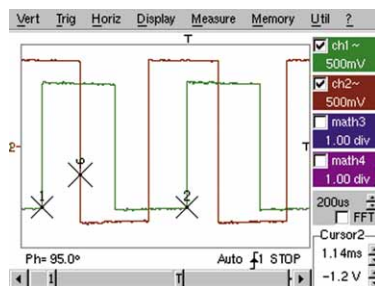 Vert Trig Horiz Display Measure Memory Util ?
T
ch1~
500mV
ch2~
500mV
math3
1.00 div
math4
1.00 div
2-
T
1
φ
2
200us
FFT
Ph= 95.0°
Auto 1 STOP
Cursor2
1.14ms
-1.2 V
1
T